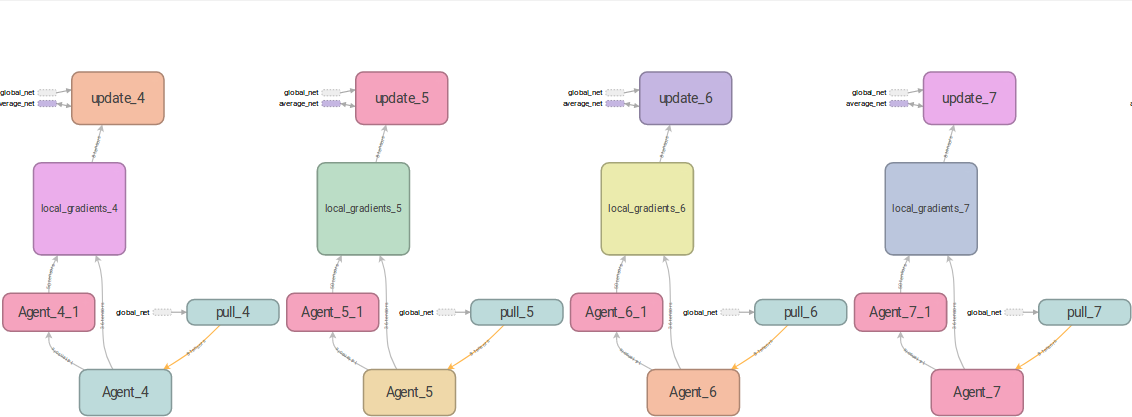 global_net
update_4
global_net
average_net
update_5
global_net
average_net
update_6
global_net
average_net
update_7
local_gradients_4
local_gradients_5
local_gradients_6
local_gradients_7
Agent_4_1
global_net
pull_4
Agent_5_1
global_net
pull_5
Agent_6_1
global_net
pull_6
Agent_7_1
global_net
pull_7
Agent_4
Agent_5
Agent_6
Agent_7